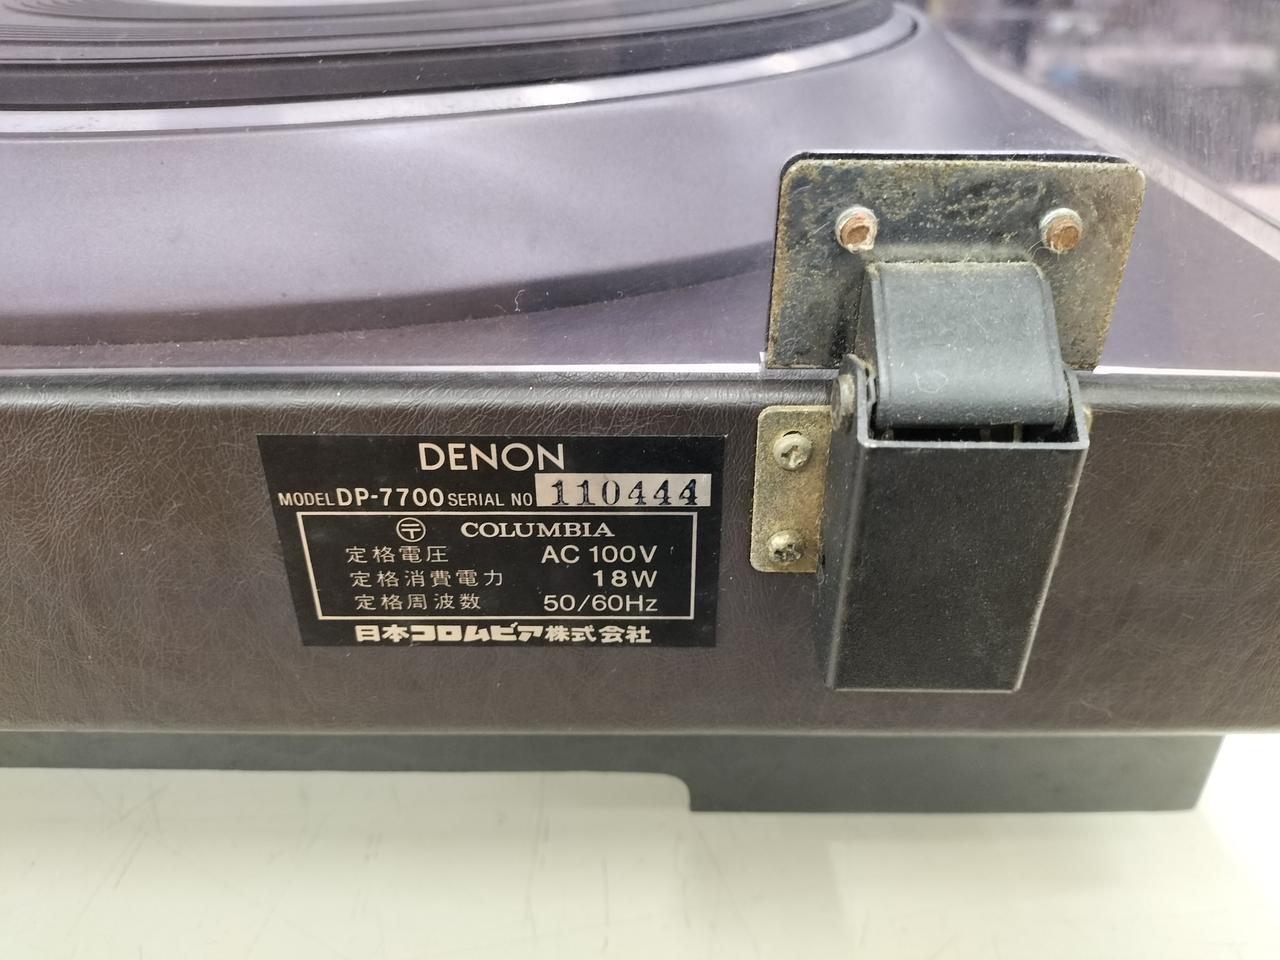 DENON
MODEL DP-7700 SERIAL NO 110444
〒 COLUMBIA
定格電圧 AC 100V
定格消費電力 18W
定格周波数 50/60Hz
日本コロムビア株式会社